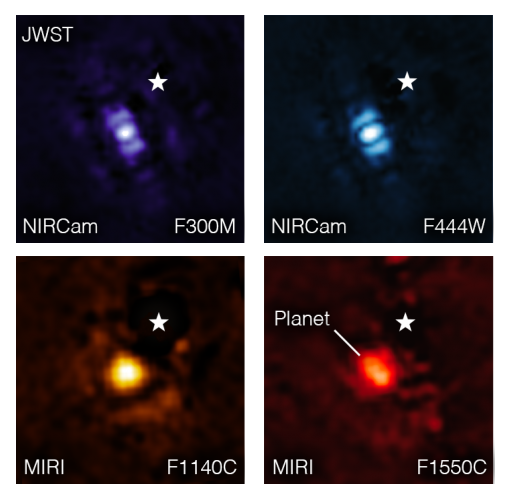 JWST
NIRCam F300M
NIRCam F444W
MIRI F1140C
Planet
MIRI F1550C